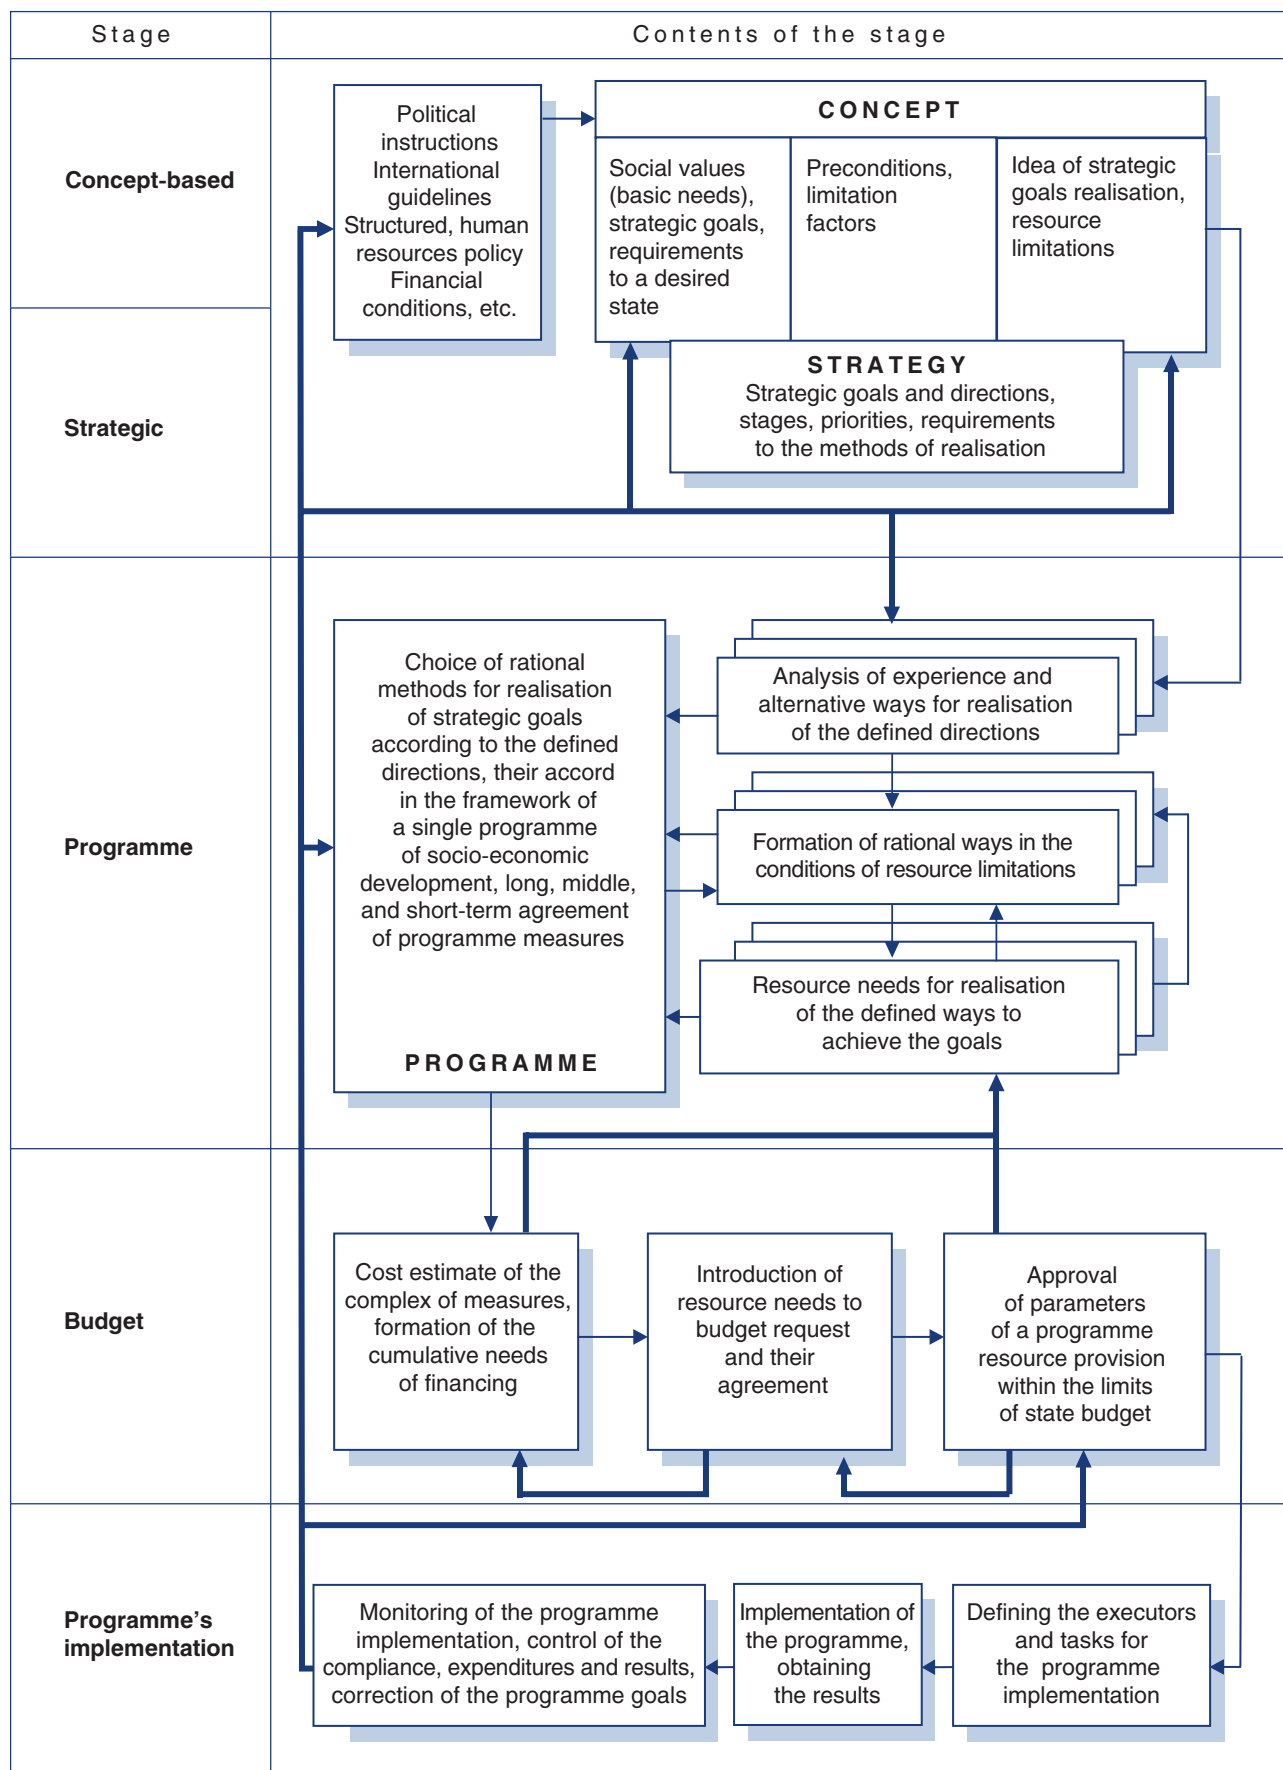 Stage
Contents of the stage
Concept-based
Political
instructions
International
guidelines
Structured, human
resources policy
Financial
conditions, etc.
CONCEPT
Social values
(basic needs),
strategic goals,
requirements
to a desired
state
Preconditions,
limitation
factors
Idea of strategic
goals realisation,
resource
limitations
Strategic
STRATEGY
Strategic goals and directions,
stages, priorities, requirements
to the methods of realisation
Programme
Choice of rational
methods for realisation
of strategic goals
according to the defined
directions, their accord
in the framework of
a single programme
of socio-economic
development, long, middle,
and short-term agreement
of programme measures
PROGRAMME
Analysis of experience and
alternative ways for realisation
of the defined directions
Formation of rational ways in the
conditions of resource limitations
Resource needs for realisation
of the defined ways to
achieve the goals
Budget
Cost estimate of the
complex of measures,
formation of the
cumulative needs
of financing
Introduction of
resource needs to
budget request
and their
agreement
Approval
of parameters
of a programme
resource provision
within the limits
of state budget
Programme's
implementation
Monitoring of the programme
implementation, control of the
compliance, expenditures and results,
correction of the programme goals
Implementation of
the programme,
obtaining
the results
Defining the executors
and tasks for
the programme
implementation